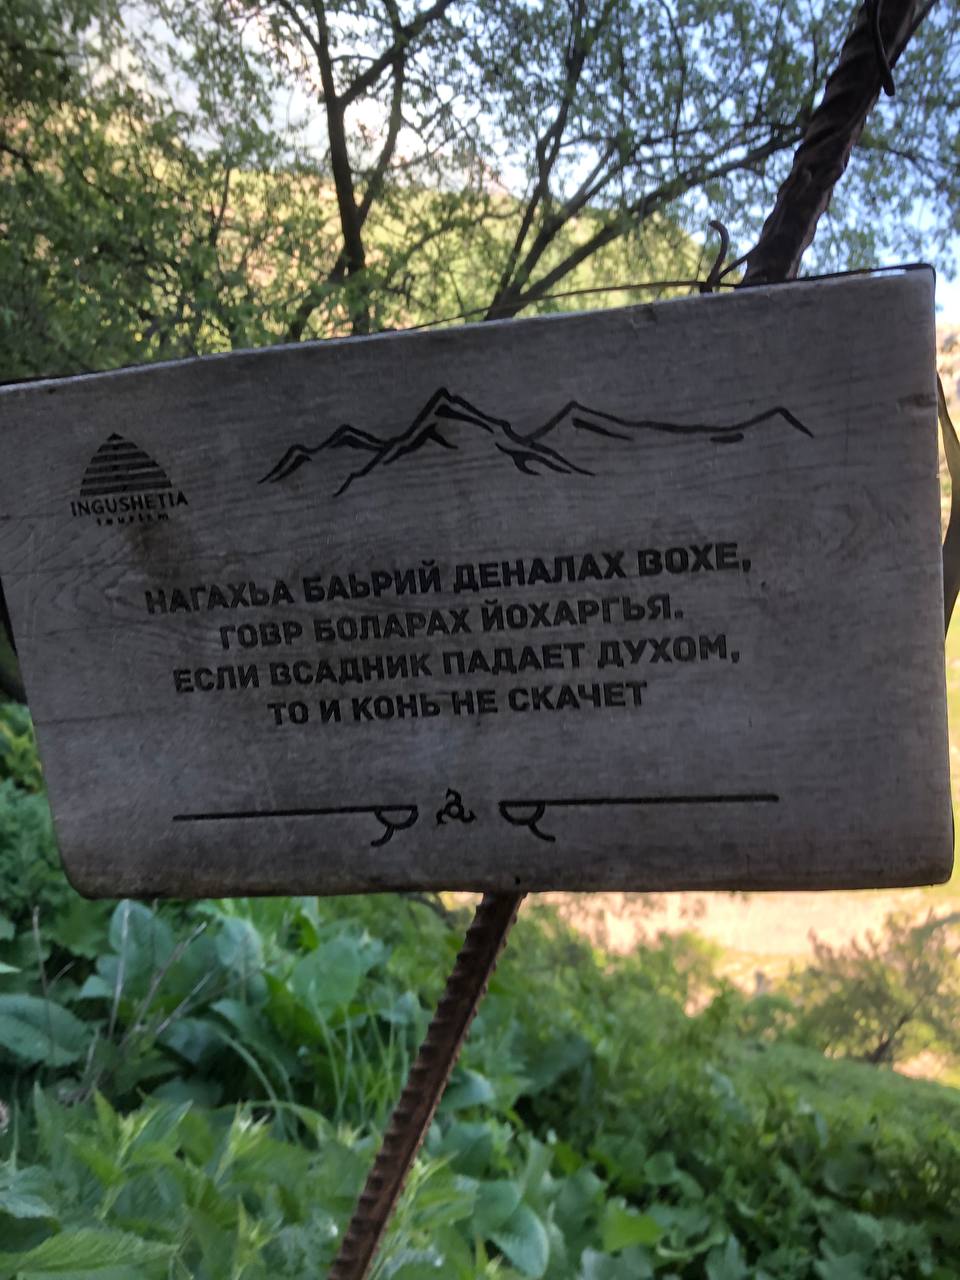 INGUSHETIA
tourism
НАГАХЬА БАЬРИЙ ДЕНАЛАХ ВОХЕ,
ГОВР БОЛАРАХ ЙОХАРГЬЯ.
ЕСЛИ ВСАДНИК ПАДАЕТ ДУХОМ,
ТО И КОНЬ НЕ СКАЧЕТ